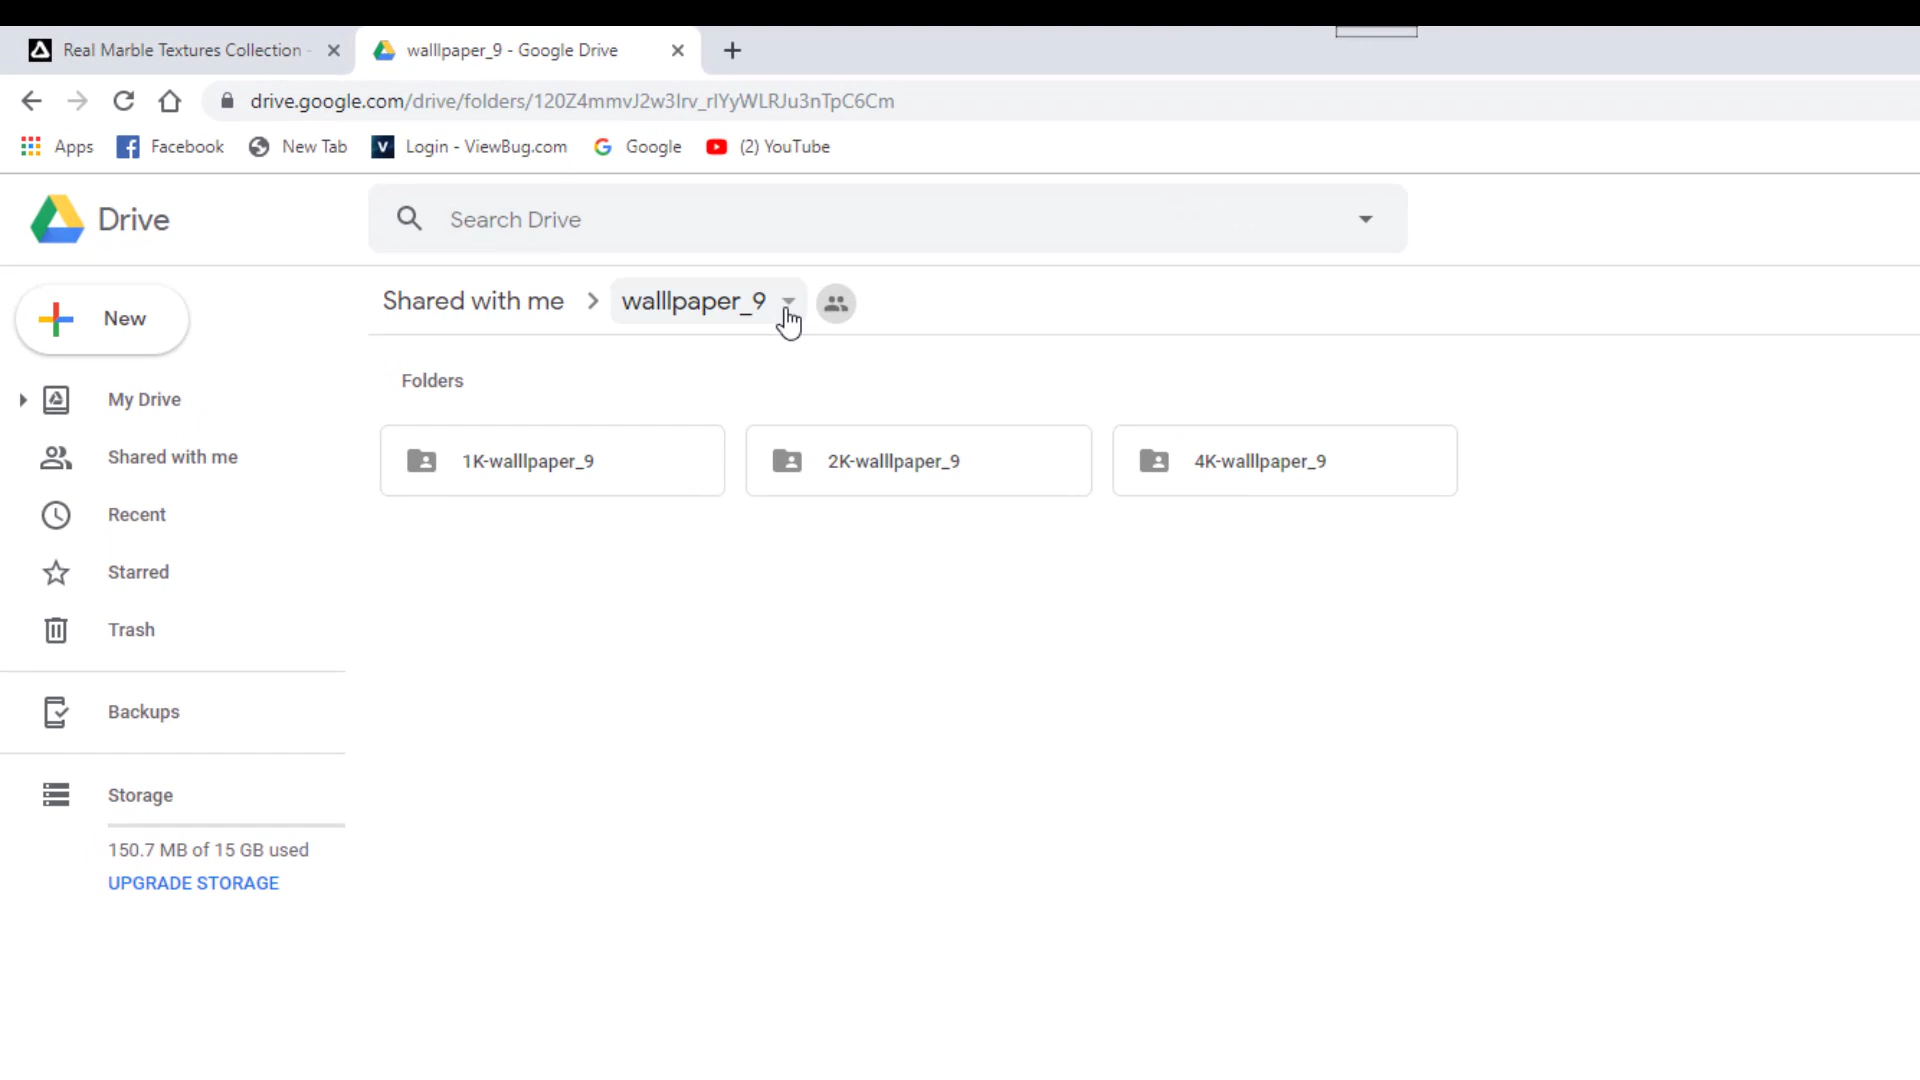 Real Marble Textures Collection -
walllpaper_9 - Google Drive
drive.google.com/drive/folders/120Z4mmvJ2w3Irv_rIYyWLRJu3nTpC6Cm
Apps Facebook New Tab V Login - ViewBug.com Google (2) YouTube
Drive
Search Drive
New
Shared with me > walllpaper_9
Folders
1K-walllpaper_9 2K-walllpaper_9 4K-walllpaper_9
My Drive
Shared with me
Recent
Starred
Trash
Backups
Storage
150.7 MB of 15 GB used
UPGRADE STORAGE